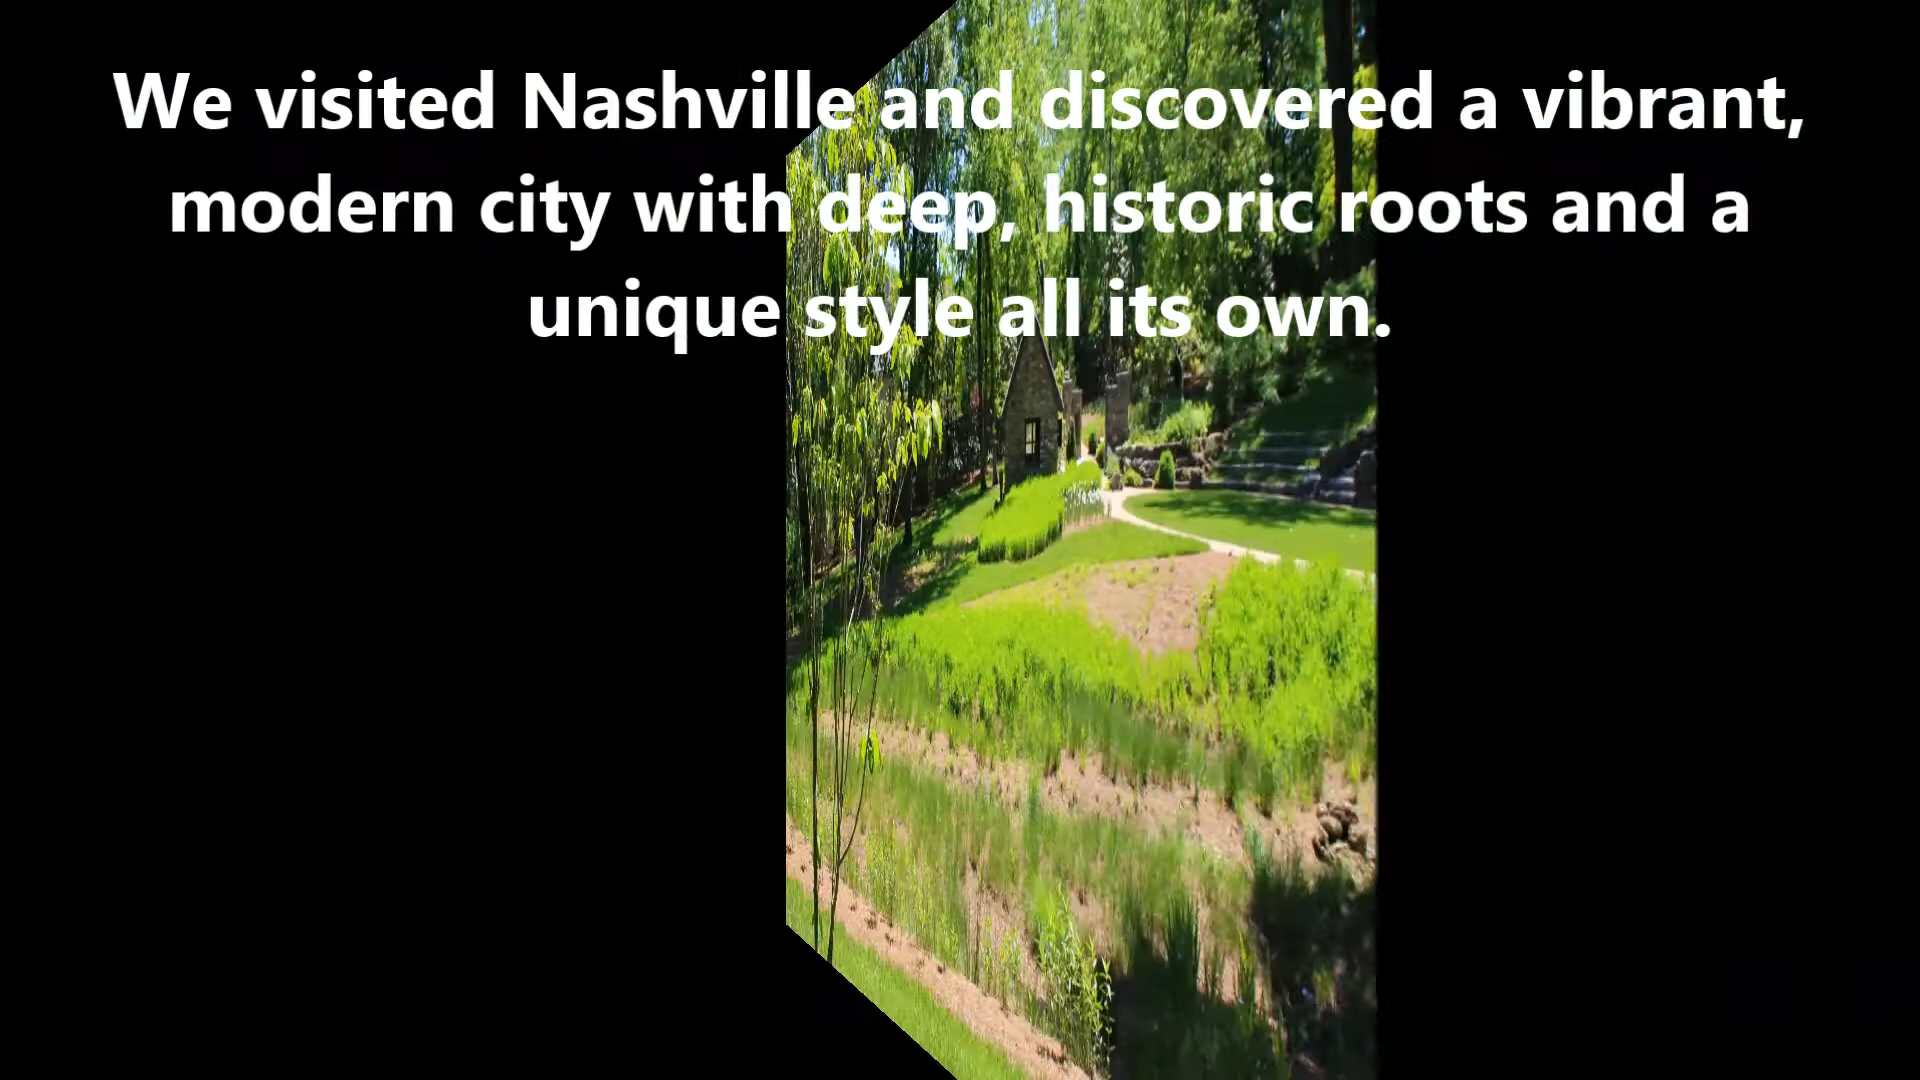 We visited Nashville and discovered a vibrant,
modern city with deep, historic roots and a
unique style all its own.